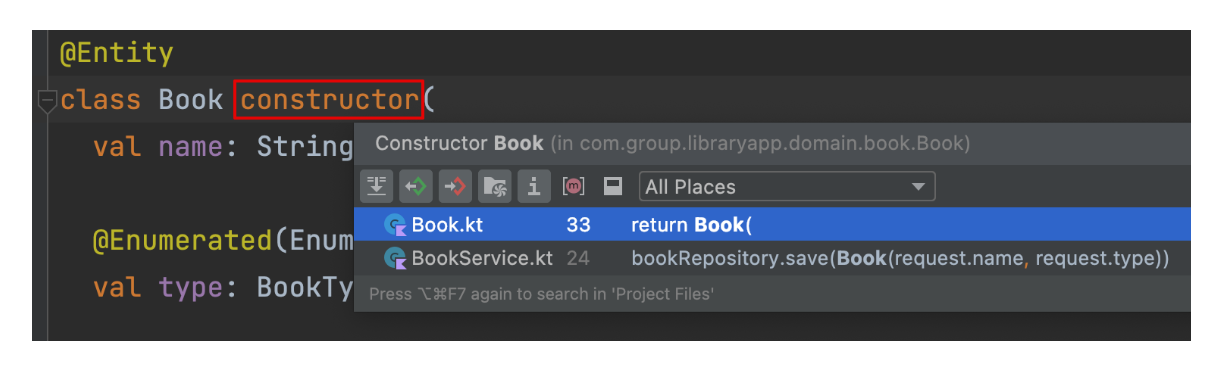 @Entity
class Book constructor(
val name: String
Constructor Book (in com.group.libraryapp.domain.book.Book)
All Places
Book.kt 33 return Book(
@Enumerated(Enum
BookService.kt 24 bookRepository.save(Book(request.name, request.type))
val type: BookTy
Press ⌥⌘F7 again to search in 'Project Files'